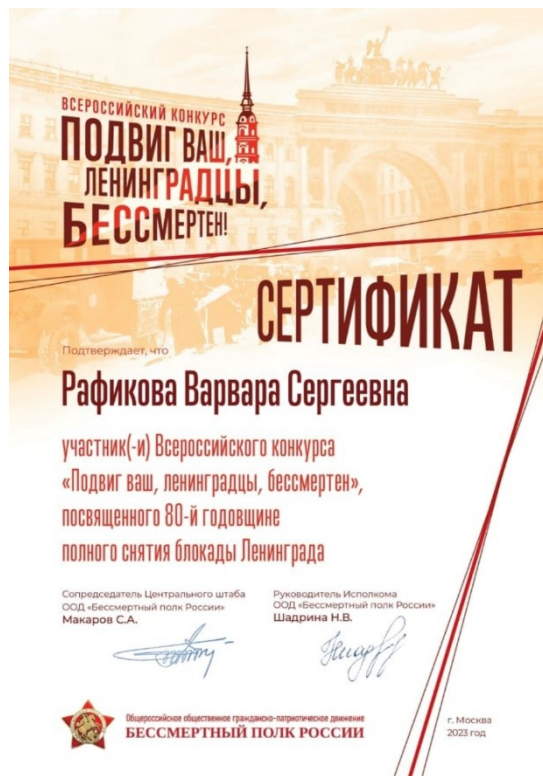 ВСЕРОССИЙСКИЙ КОНКУРС
ПОДВИГ ВАШ,
ЛЕНИНГРАДЦЫ,
БЕССМЕРТЕН!
СЕРТИФИКАТ
Подтверждает, что
Рафикова Варвара Сергеевна
участник(-и) Всероссийского конкурса
«Подвиг ваш, ленинградцы, бессмертен»,
посвященного 80-й годовщине
полного снятия блокады Ленинграда
Сопредседатель Центрального штаба
ООД «Бессмертный полк России»
Макаров С.А.
Руководитель Исполкома
ООД «Бессмертный полк России»
Шадрина Н.В.
Общероссийское общественное гражданско-патриотическое движение
БЕССМЕРТНЫЙ ПОЛК РОССИИ
г. Москва
2023 год